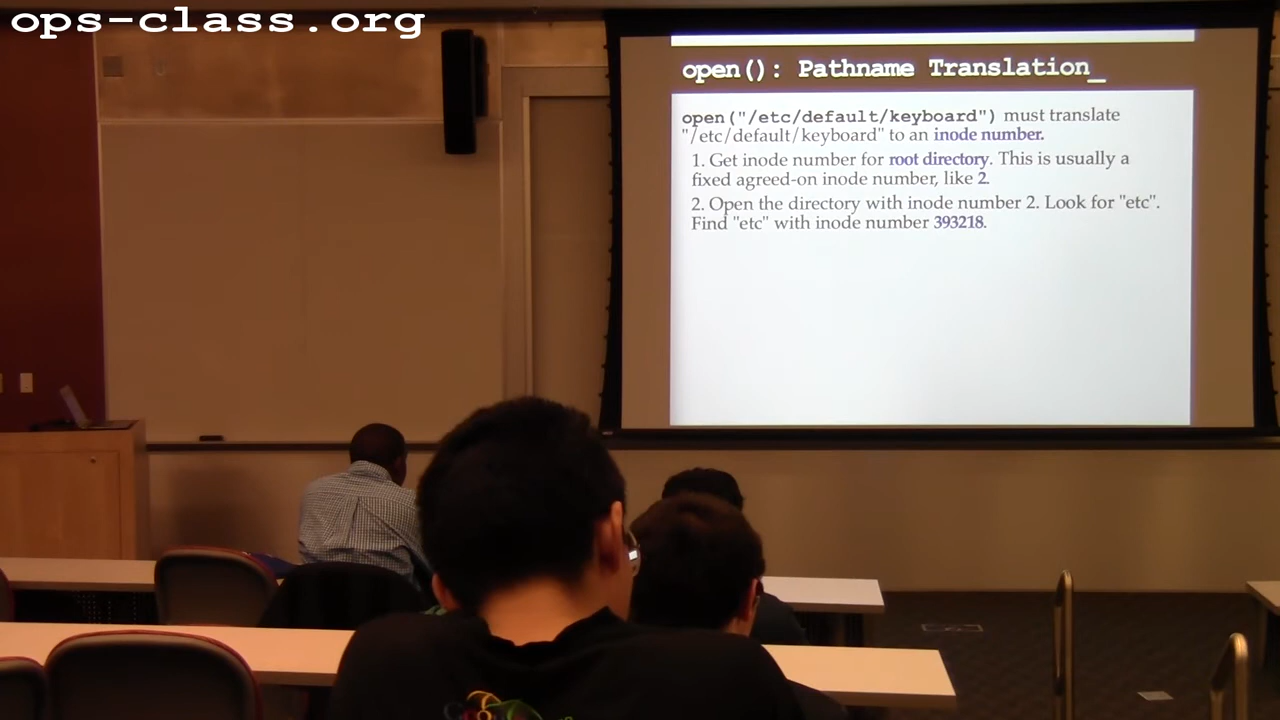 ops-class.org
open(): Pathname Translation_
open("/etc/default/keyboard") must translate
"/etc/default/keyboard" to an inode number.
1. Get inode number for root directory. This is usually a
fixed agreed-on inode number, like 2.
2. Open the directory with inode number 2. Look for "etc".
Find "etc" with inode number 393218.